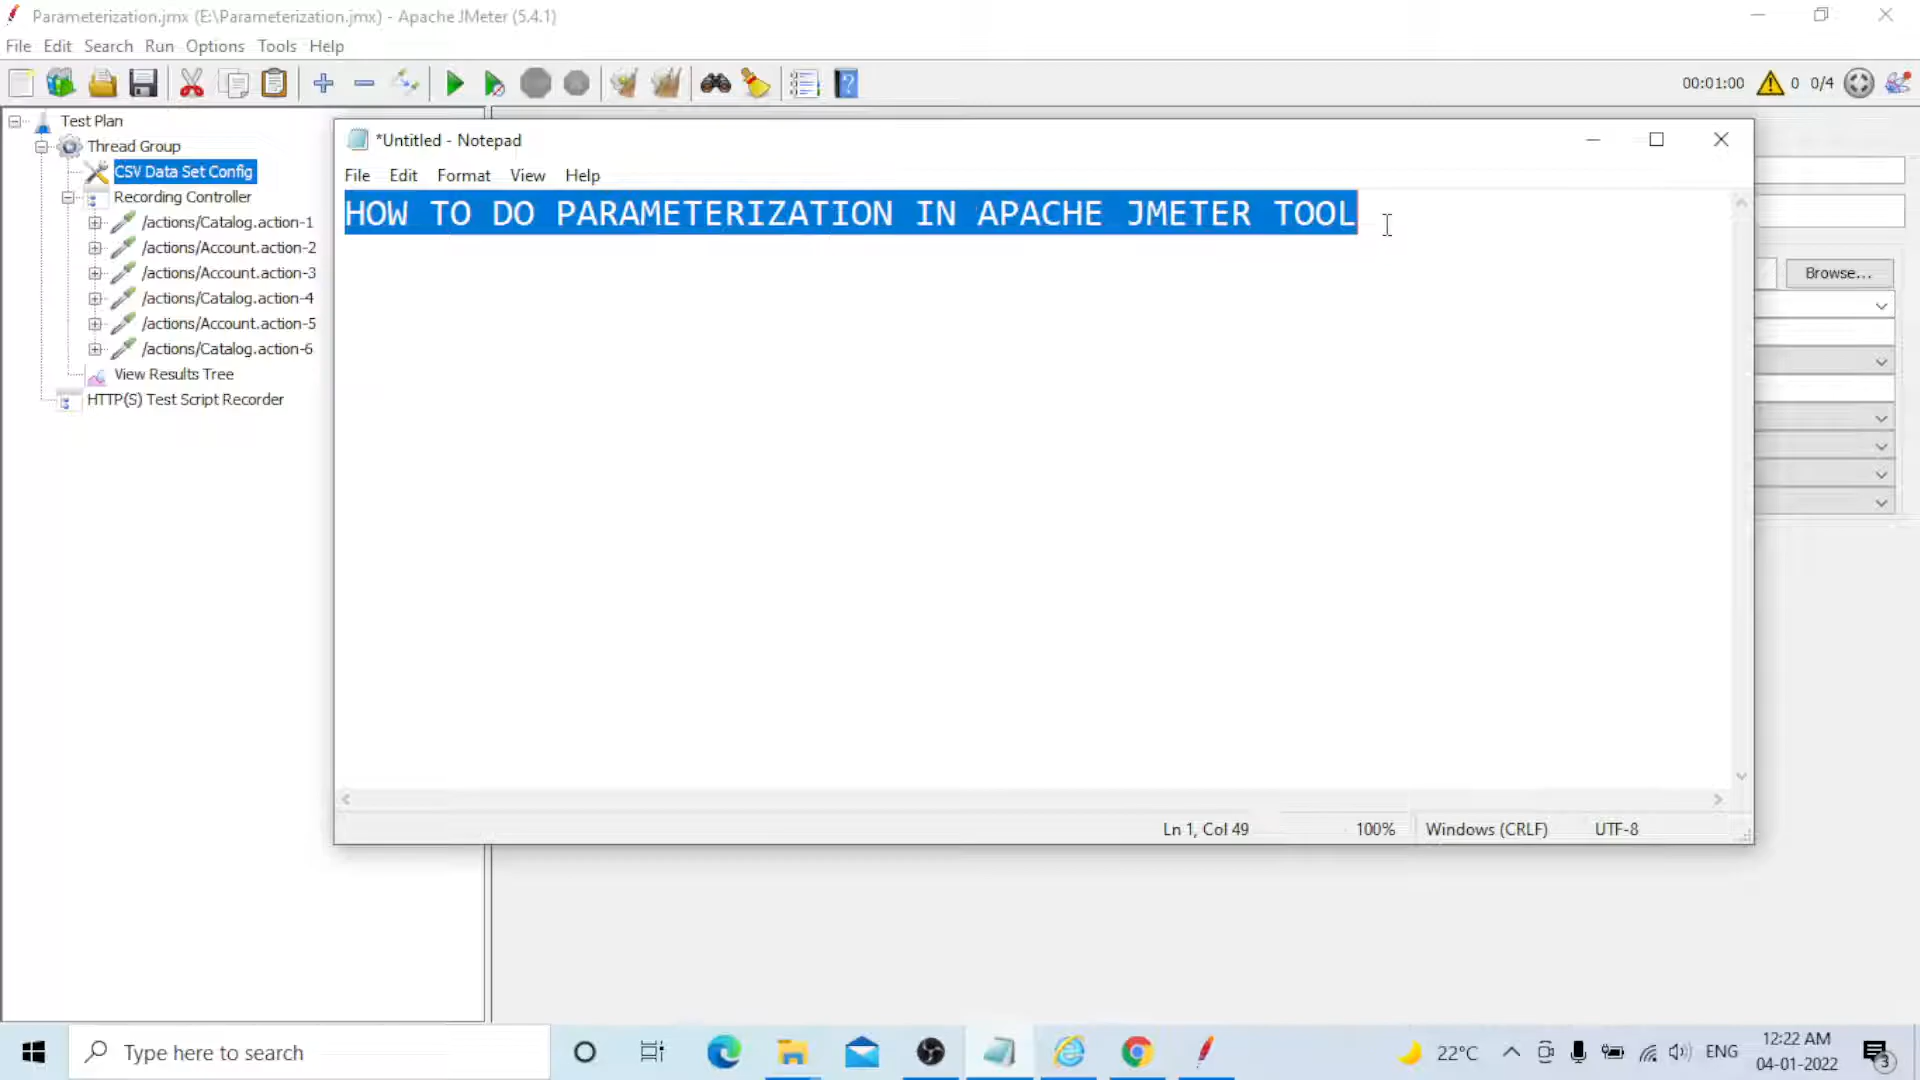 Parameterization.jmx (E:\Parameterization.jmx) - Apache JMeter (5.4.1)
File Edit Search Run Options Tools Help
00:01:00 0 0/4
Test Plan
Thread Group
CSV Data Set Config
Recording Controller
/actions/Catalog.action-1
/actions/Account.action-2
/actions/Account.action-3
/actions/Catalog.action-4
/actions/Account.action-5
/actions/Catalog.action-6
View Results Tree
HTTP(S) Test Script Recorder
*Untitled - Notepad
File Edit Format View Help
HOW TO DO PARAMETERIZATION IN APACHE JMETER TOOL
Browse...
Ln 1, Col 49 100% Windows (CRLF) UTF-8
Type here to search
22°C ENG
12:22 AM
04-01-2022
3